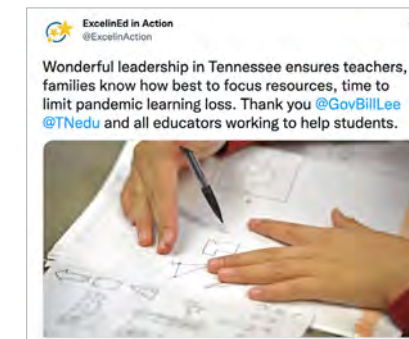 ExcelinEd in Action
@ExcelinAction
Wonderful leadership in Tennessee ensures teachers,
families know how best to focus resources, time to
limit pandemic learning loss. Thank you @GovBillLee
@TNedu and all educators working to help students.